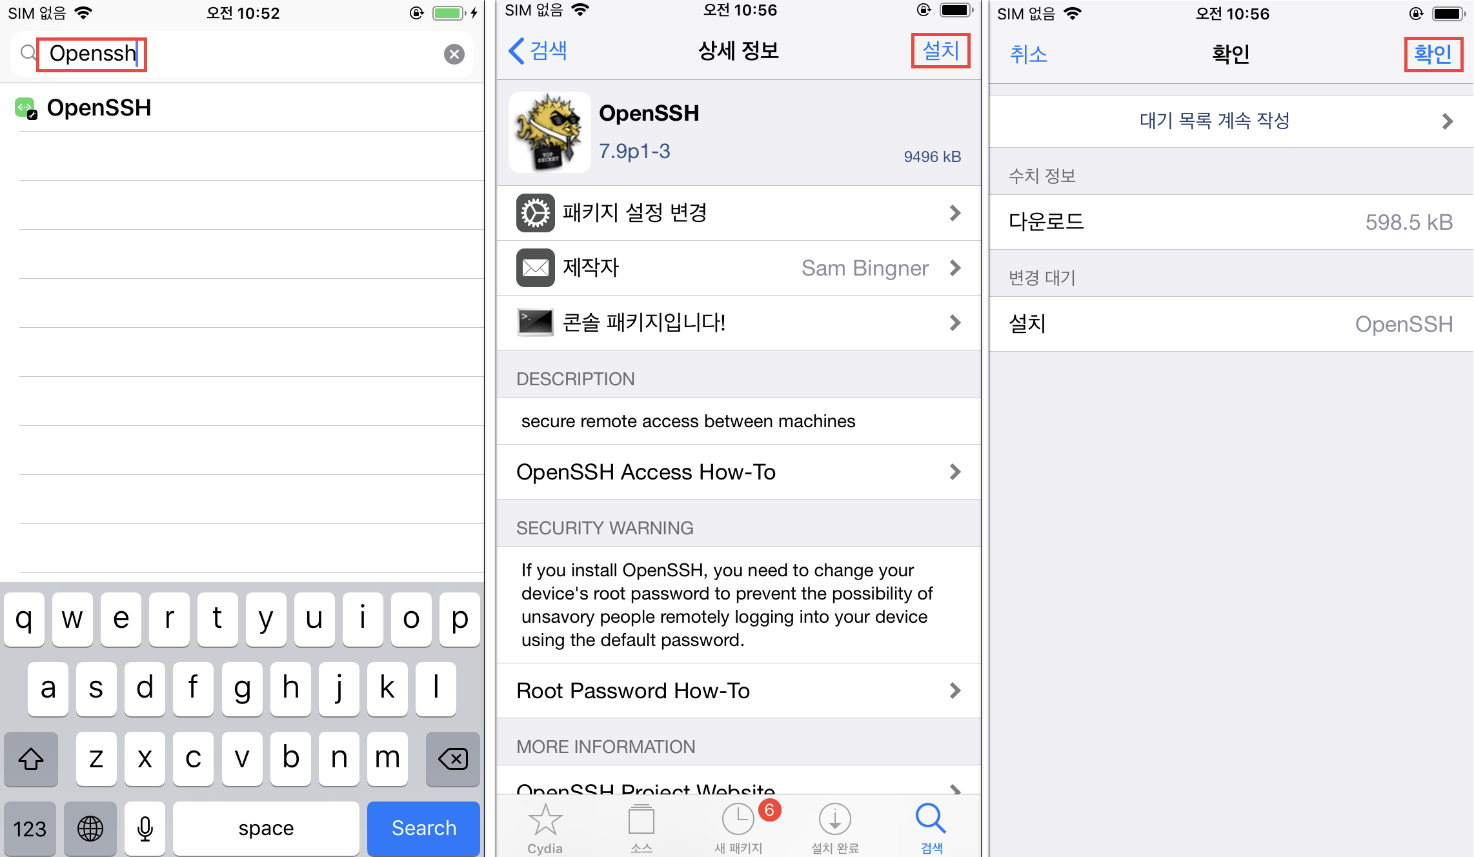 SIM 없음
오전 10:52
Openssh
OpenSSH
q w e r t y u i o p
a s d f g h j k l
z x c v b n m
123
space
Search
SIM 없음
오전 10:56
검색
상세 정보
설치
TOP SECRET
OpenSSH
7.9p1-3
9496 kB
패키지 설정 변경
제작자
Sam Bingner
>_
콘솔 패키지입니다!
DESCRIPTION
secure remote access between machines
OpenSSH Access How-To
SECURITY WARNING
If you install OpenSSH, you need to change your
device's root password to prevent the possibility of
unsavory people remotely logging into your device
using the default password.
Root Password How-To
MORE INFORMATION
OpenSSH Project Website
6
Cydia
소스
새 패키지
설치 완료
검색
SIM 없음
오전 10:56
취소
확인
확인
대기 목록 계속 작성
수치 정보
다운로드
598.5 kB
변경 대기
설치
OpenSSH